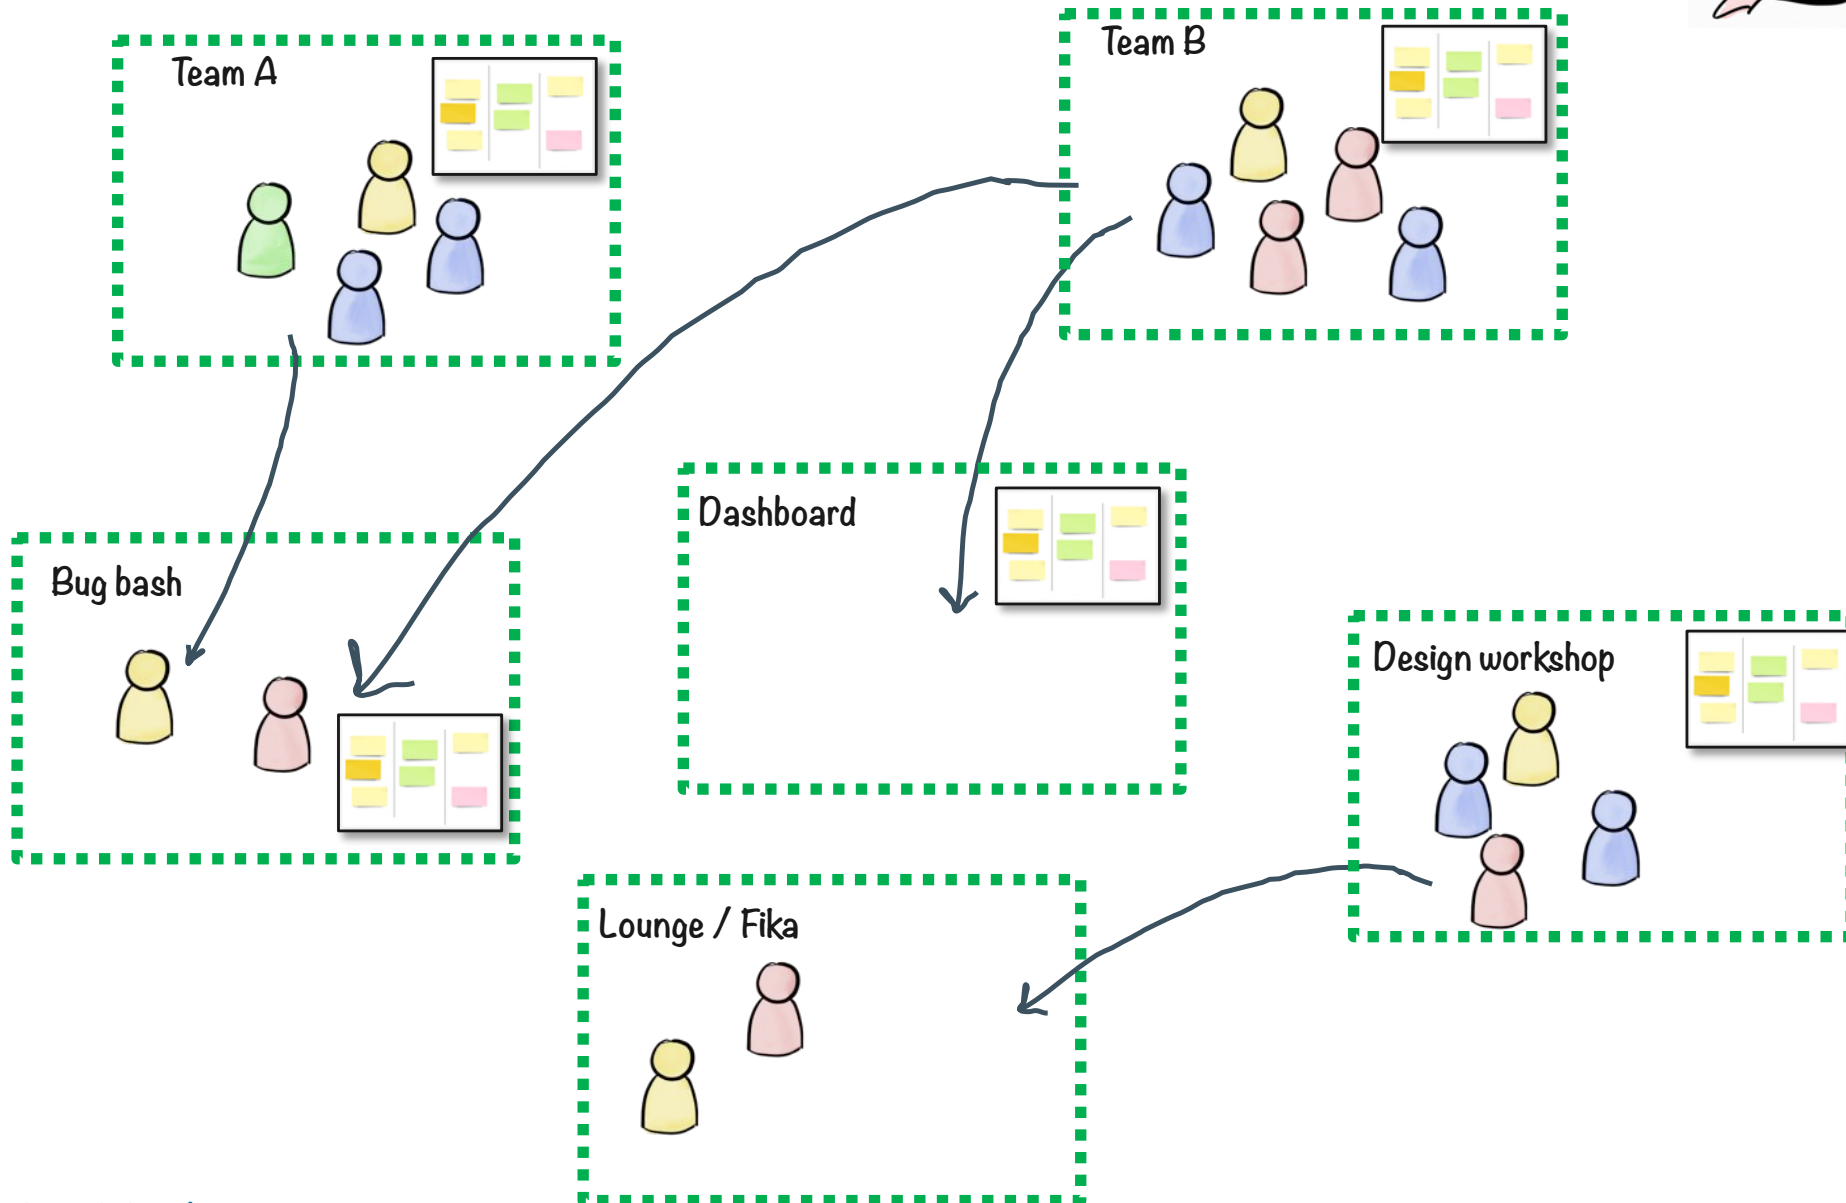 Team A
Team B
Dashboard
Bug bash
Design workshop
Lounge / Fika